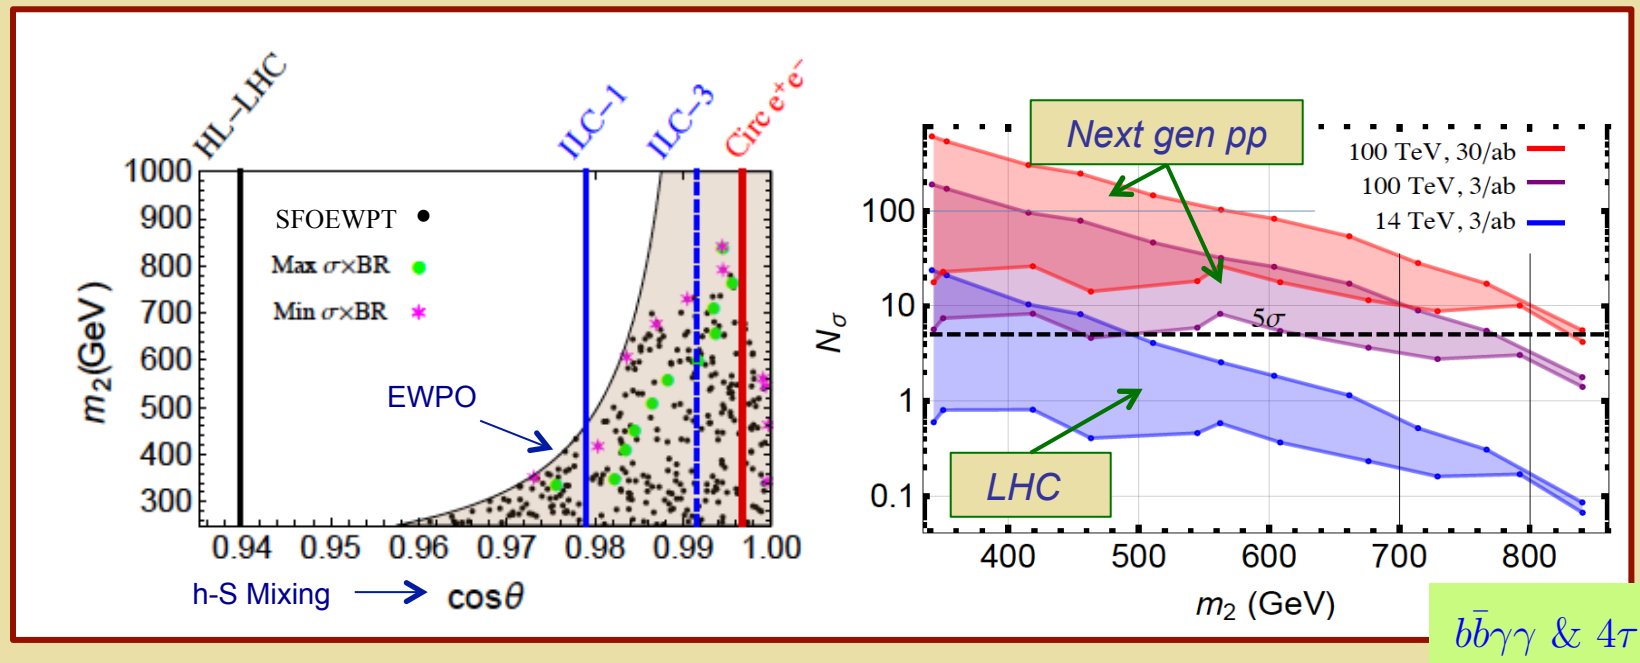 HL-LHC
ILC-1
ILC-3
Circ e⁺e⁻
1000
900
800
700
600
500
400
300
m₂(GeV)
SFOEWPT
Max σ×BR
Min σ×BR
EWPO
0.94 0.95 0.96 0.97 0.98 0.99 1.00
h-S Mixing
cosθ
Next gen pp
100 TeV, 30/ab
100 TeV, 3/ab
14 TeV, 3/ab
100
10
1
0.1
Nσ
5σ
LHC
400 500 600 700 800
m₂ (GeV)
bb̄γγ & 4τ